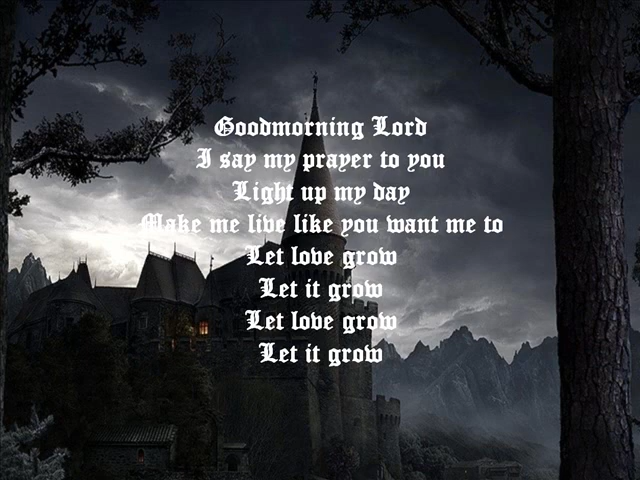 Goodmorning Lord
I say my prayer to you
Light up my day
Make me live like you want me to
Let love grow
Let it grow
Let love grow
Let it grow